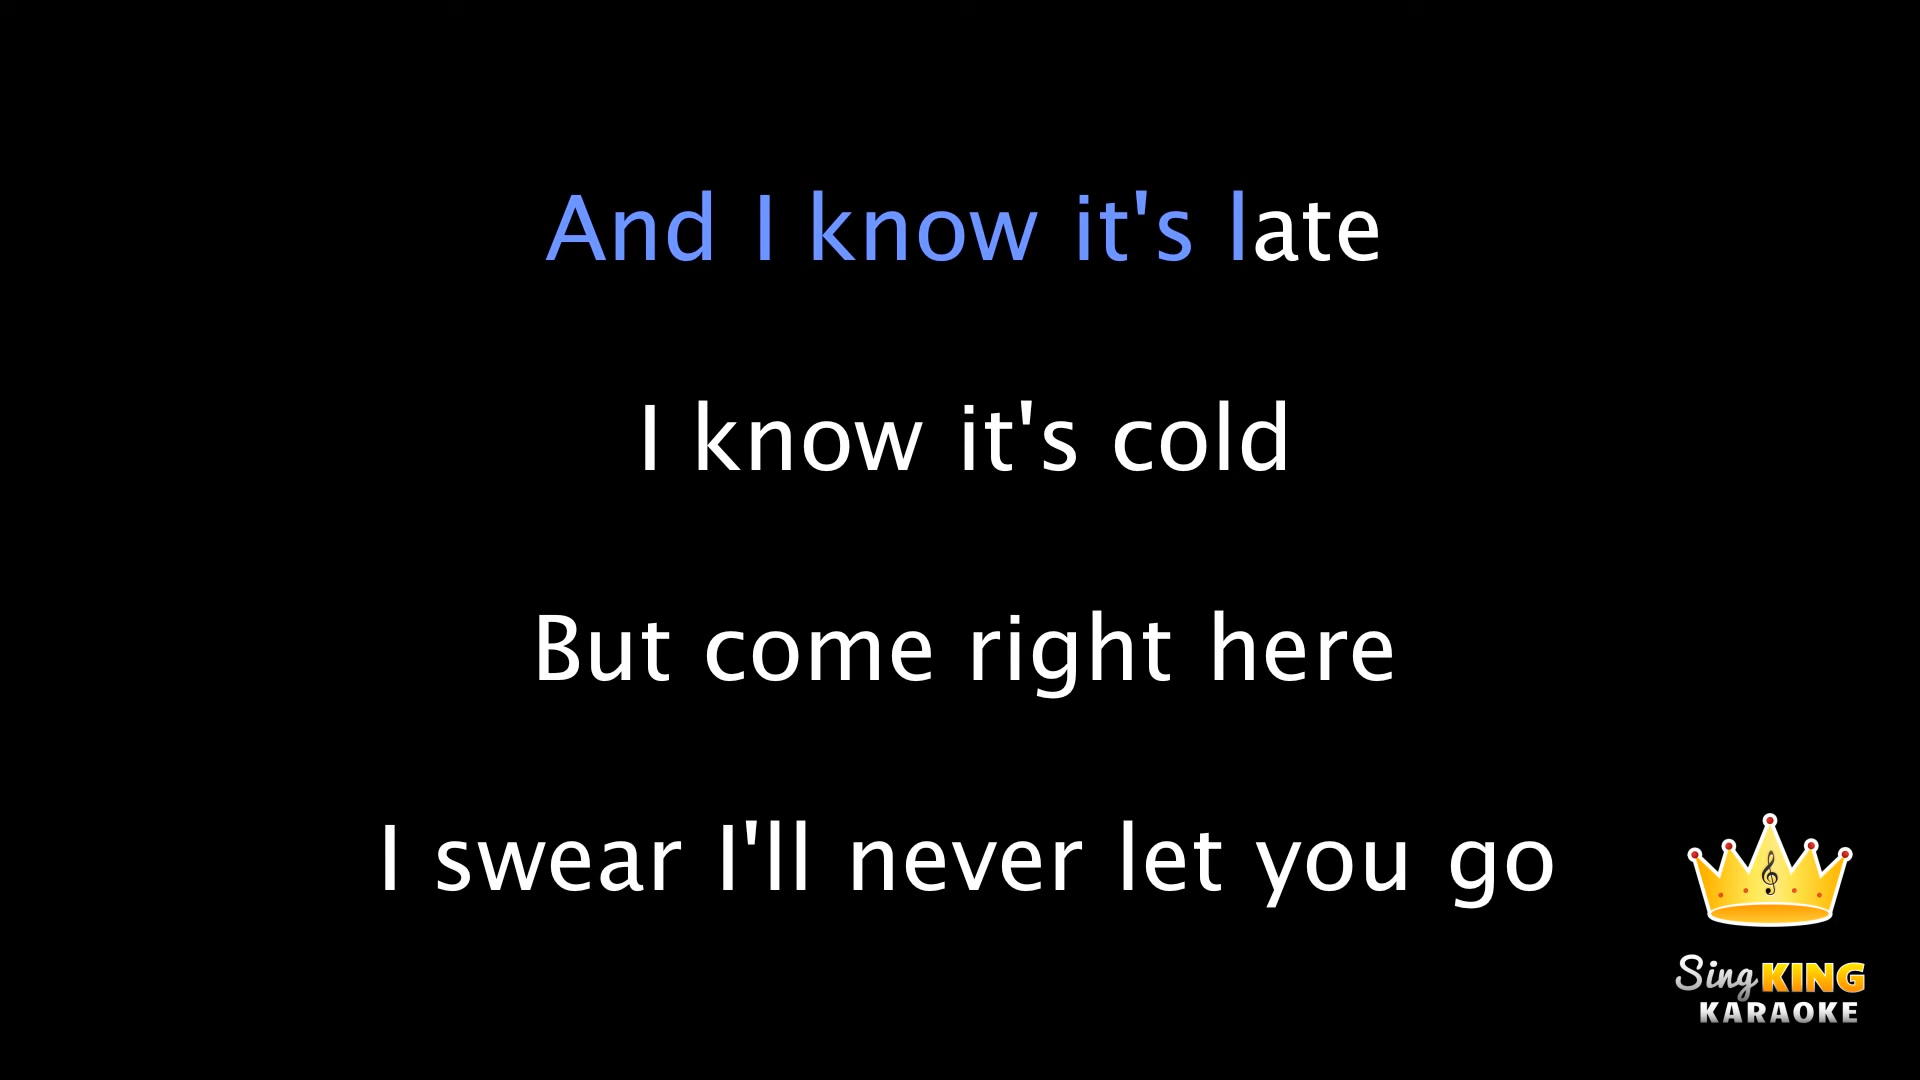 And I know it's late
I know it's cold
But come right here
I swear I'll never let you go
Sing KING
KARAOKE